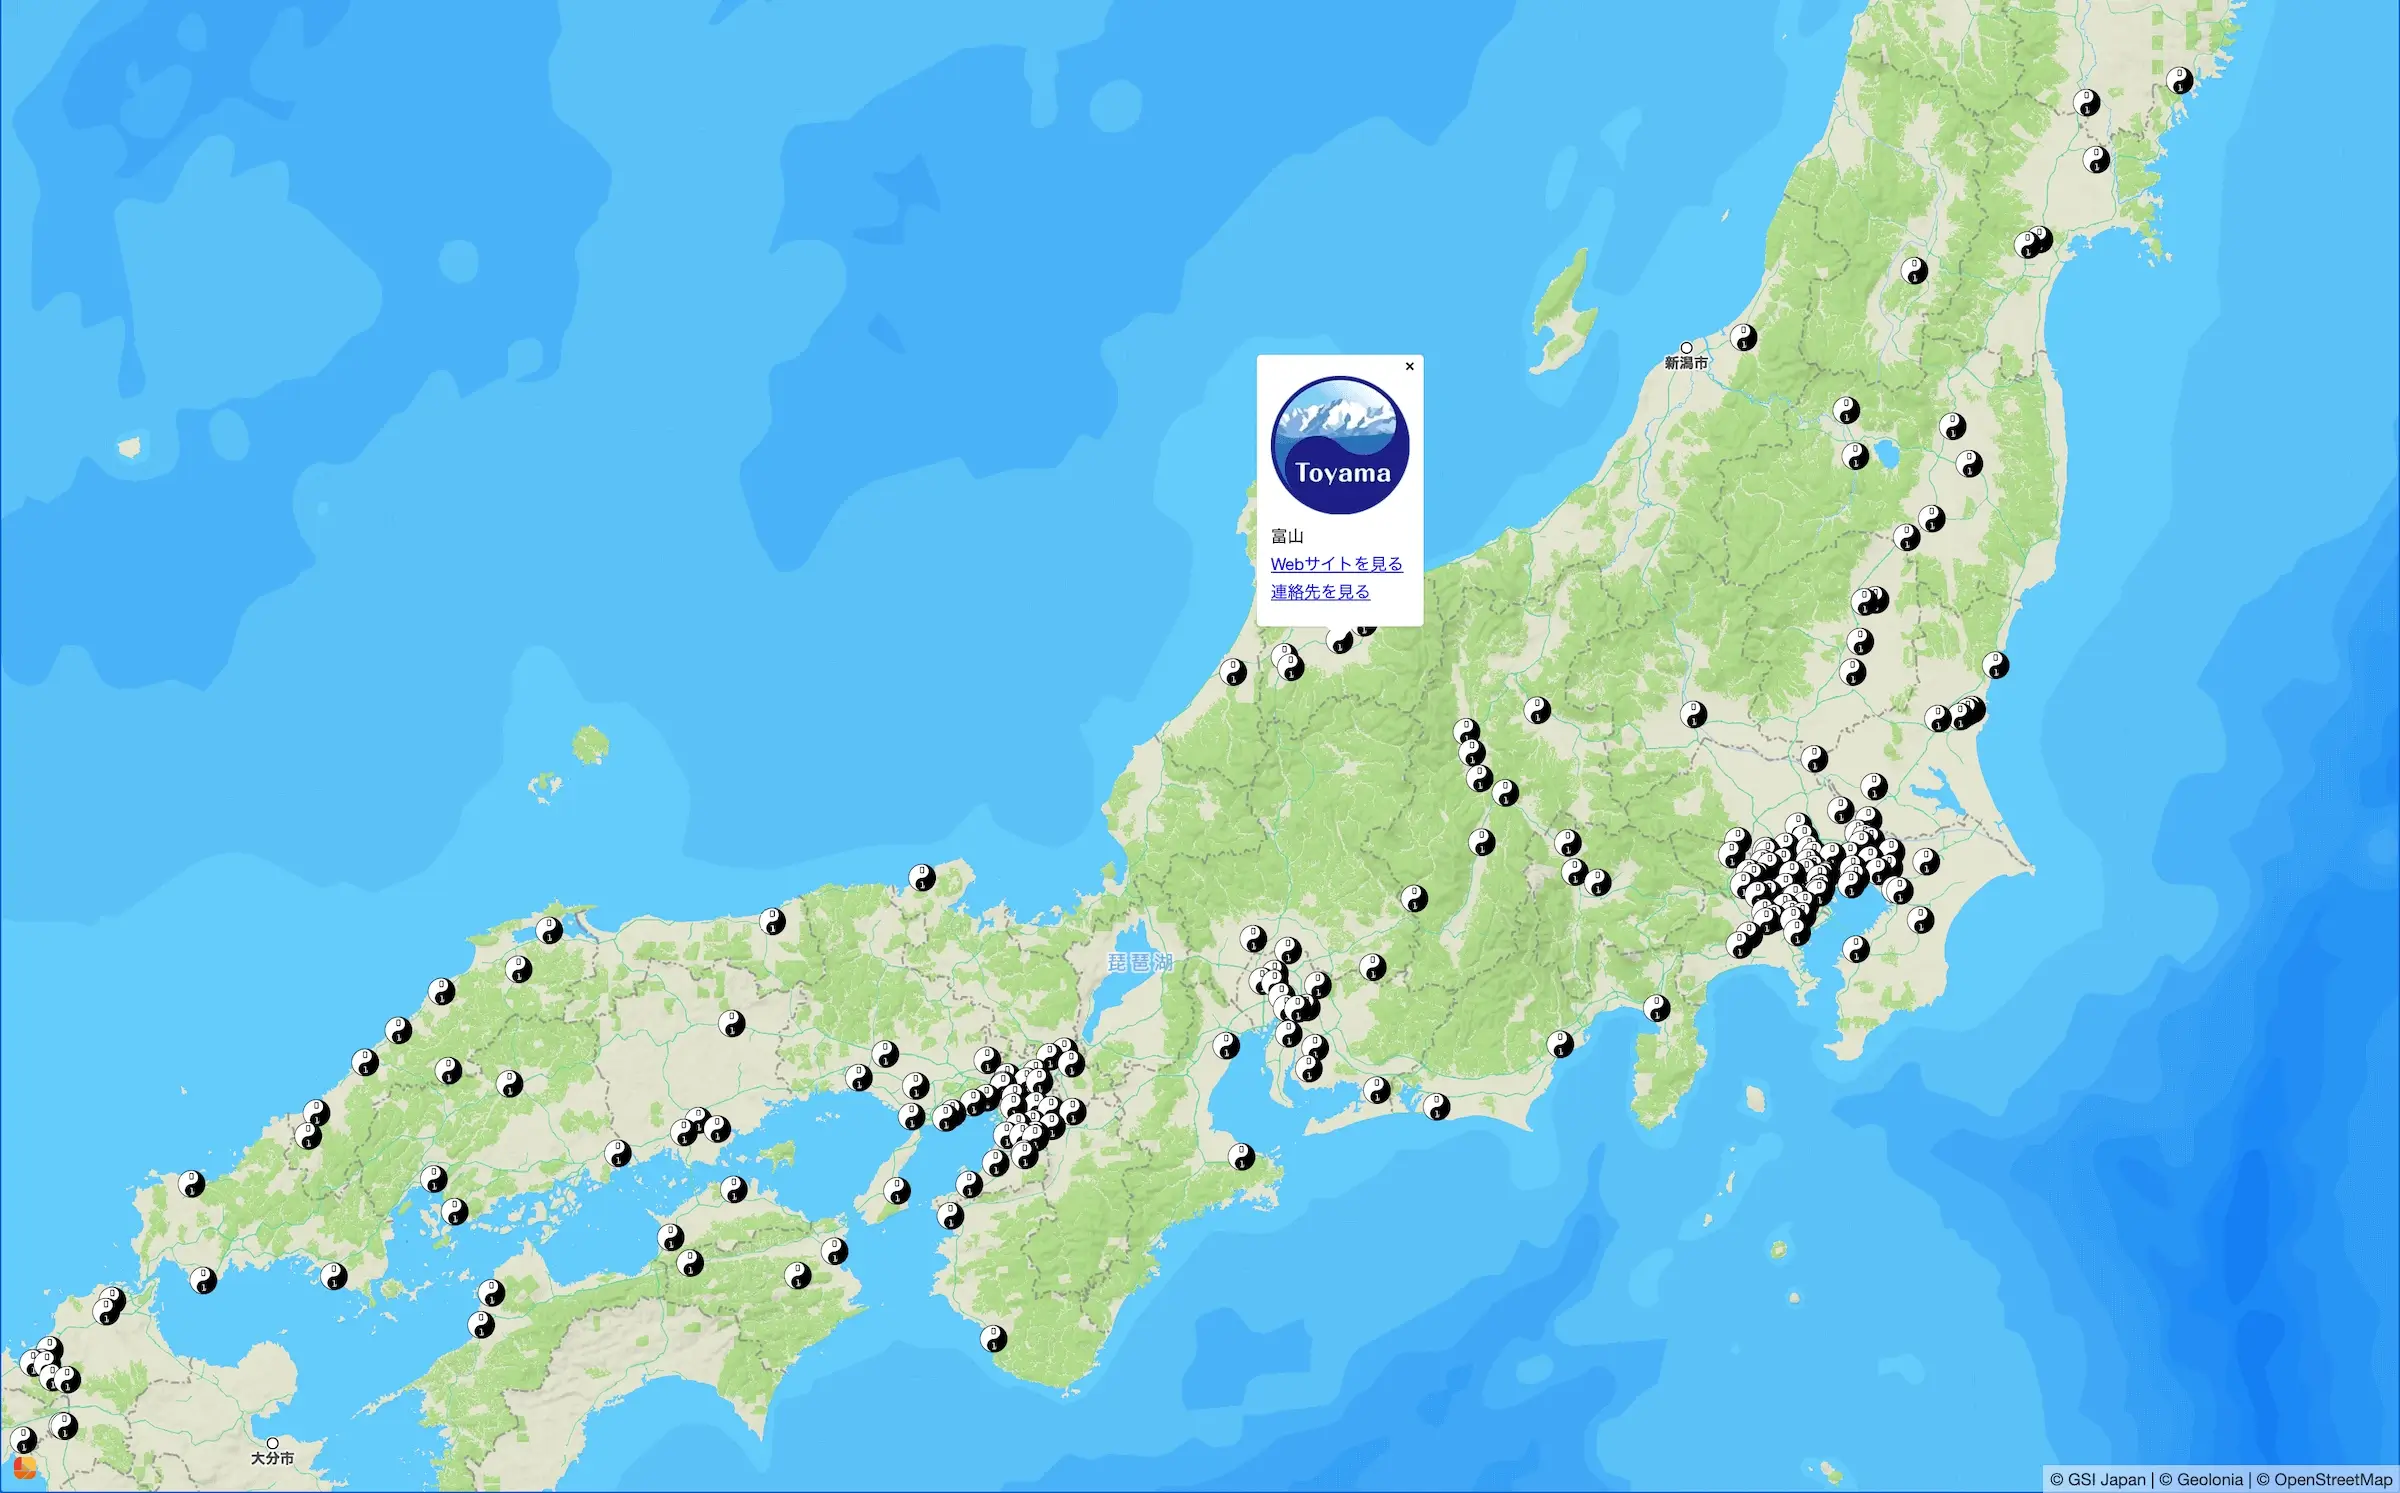 新潟市
×
Toyama
富山
Webサイトを見る
連絡先を見る
琵琶湖
大分市
© GSI Japan | © Geolonia | © OpenStreetMap